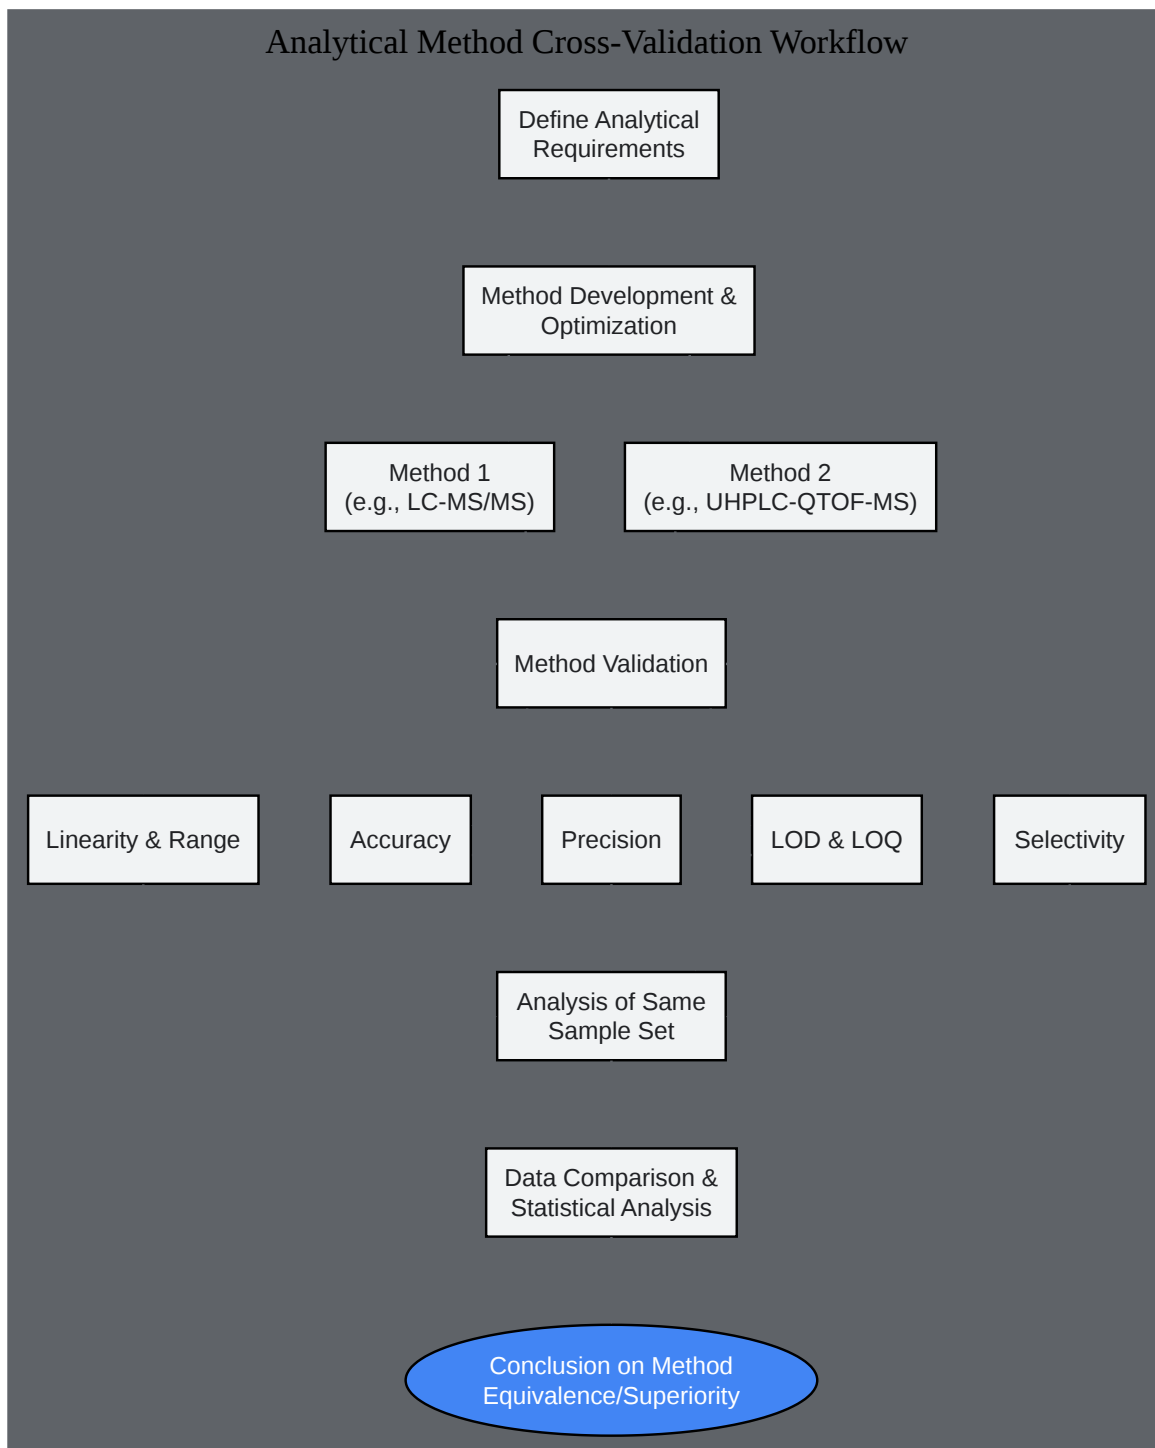 Analytical Method Cross-Validation Workflow
Define Analytical
Requirements
Method Development &
Optimization
Method 1
(e.g., LC-MS/MS)
Method 2
(e.g., UHPLC-QTOF-MS)
Method Validation
Linearity & Range
Accuracy
Precision
LOD & LOQ
Selectivity
Analysis of Same
Sample Set
Data Comparison &
Statistical Analysis
Conclusion on Method
Equivalence/Superiority